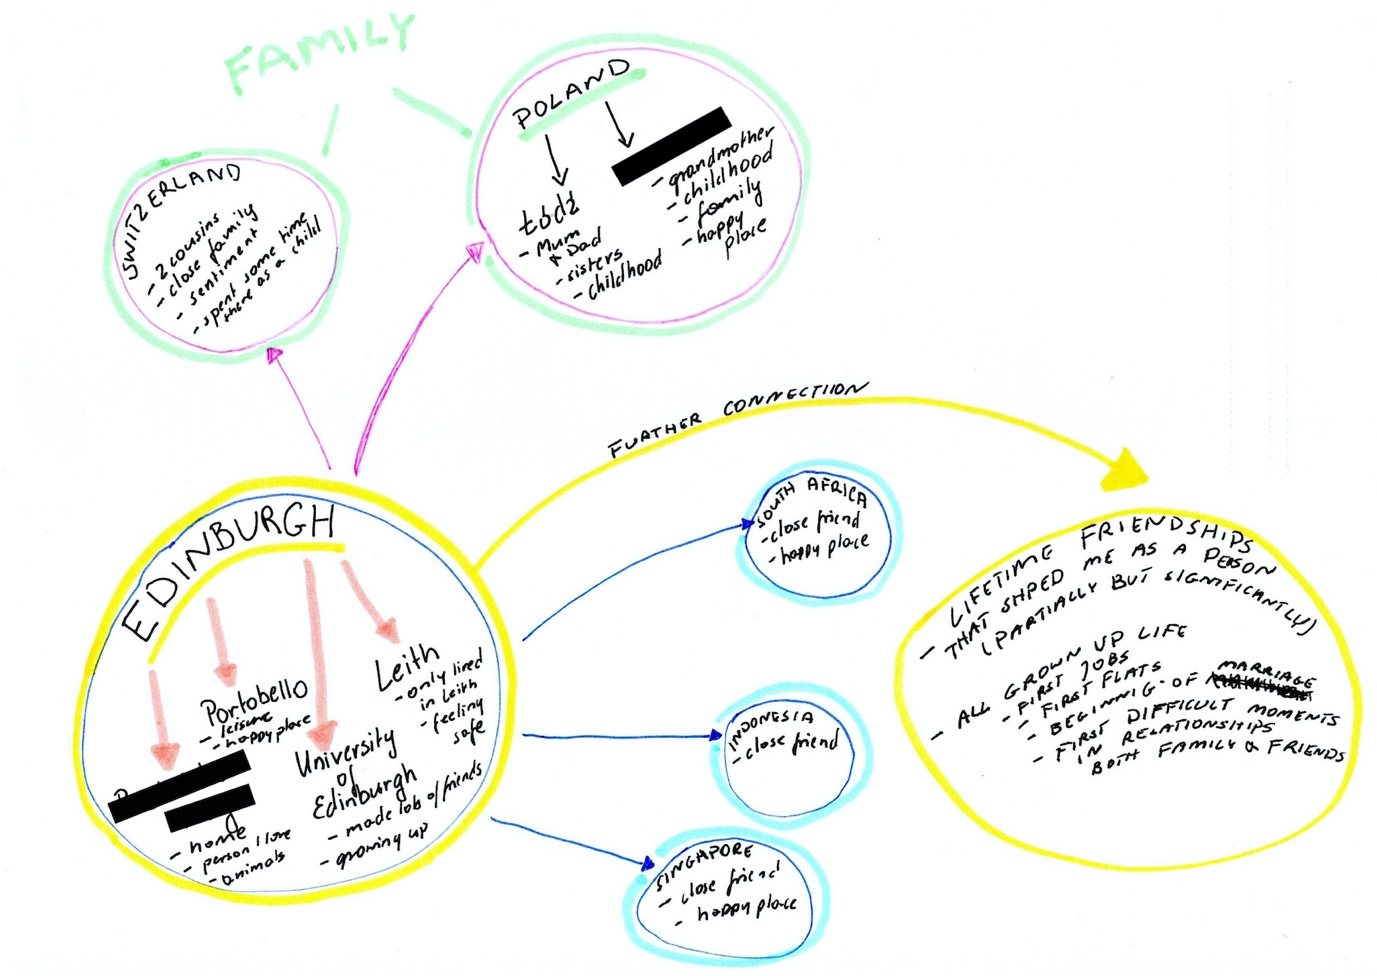 FAMILY
SWITZERLAND
- 2 cousins
- close family
- sentiment
- spent some time
there as a child
POLAND
Łódź
- Mum
& Dad
- sisters
- childhood
- grandmother
- childhood
- family
- happy
place
FURTHER CONNECTION
EDINBURGH
Portobello
- leisure
- happy place
- home
- person I love
- animals
University
of
Edinburgh
- made lots of friends
- growing up
Leith
- only lived
in Leith
- feeling
safe
SOUTH AFRICA
- close friend
- happy place
INDONESIA
- close friend
SINGAPORE
- close friend
- happy place
- LIFETIME FRIENDSHIPS
THAT SHPED ME AS A PERSON
(PARTIALLY BUT SIGNIFICANTLY)
- ALL GROWN UP LIFE
- FIRST JOBS
- FIRST FLATS
- BEGINNIG OF MARRIAGE
- FIRST DIFFICULT MOMENTS
IN RELATIONSHIPS
BOTH FAMILY & FRIENDS